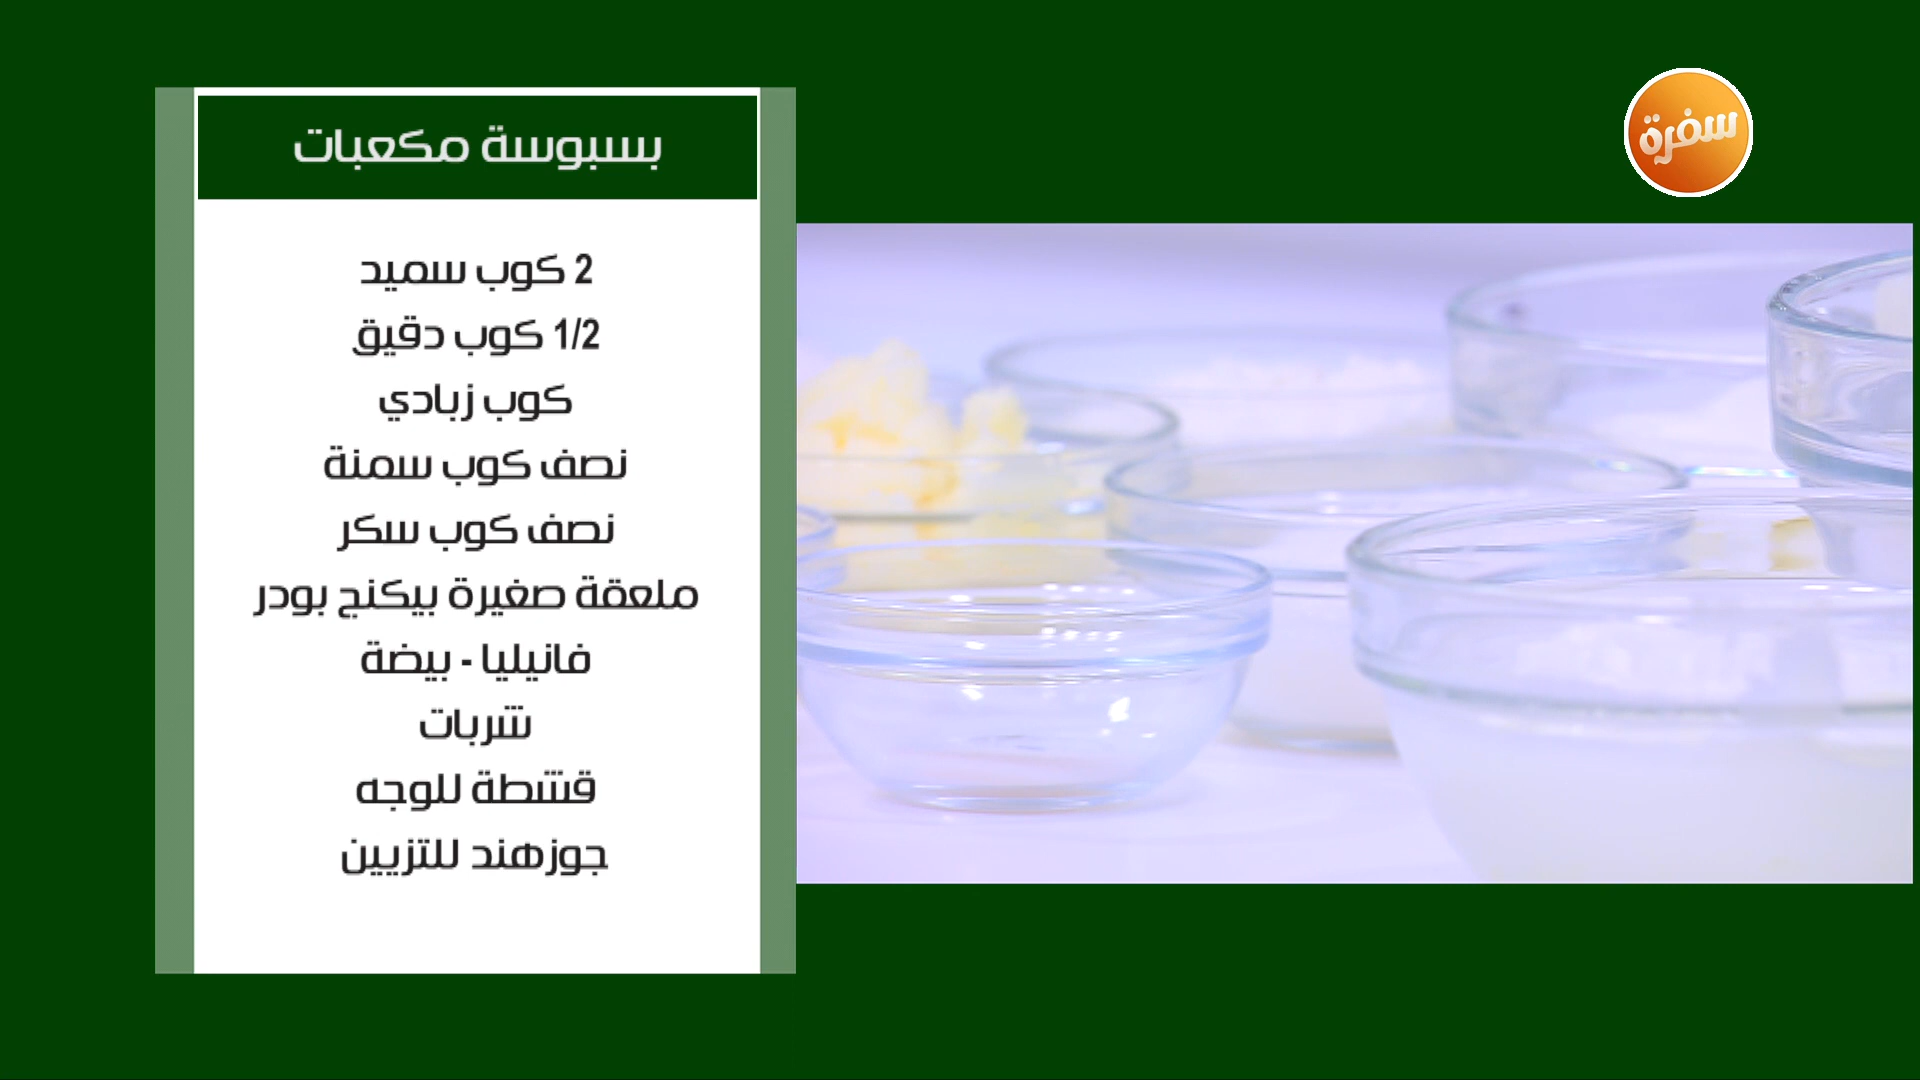 بسبوسة مكعبات
2 كوب سميد
1/2 كوب دقيق
كوب زبادي
نصف كوب سمنة
نصف كوب سكر
ملعقة صغيرة بيكنج بودر
فانيليا - بيضة
شربات
قشطة للوجه
جوزهند للتزيين
سفرة